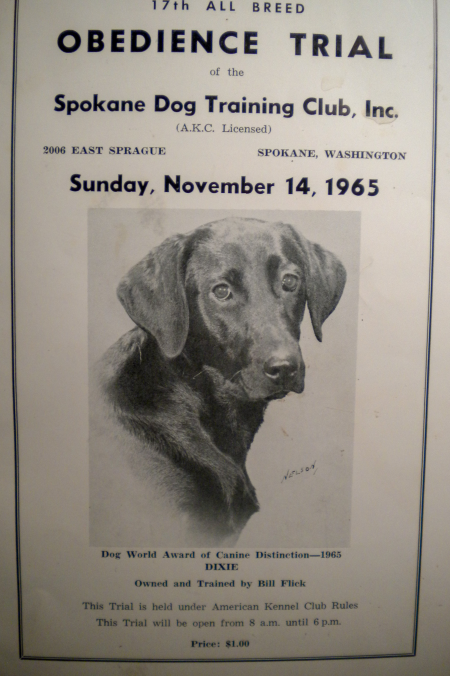 17th ALL BREED
OBEDIENCE TRIAL
of the
Spokane Dog Training Club, Inc.
(A.K.C. Licensed)
2006 EAST SPRAGUE SPOKANE, WASHINGTON
Sunday, November 14, 1965
NELSON
Dog World Award of Canine Distinction—1965
DIXIE
Owned and Trained by Bill Flick
This Trial is held under American Kennel Club Rules
This Trial will be open from 8 a.m. until 6 p.m.
Price: $1.00